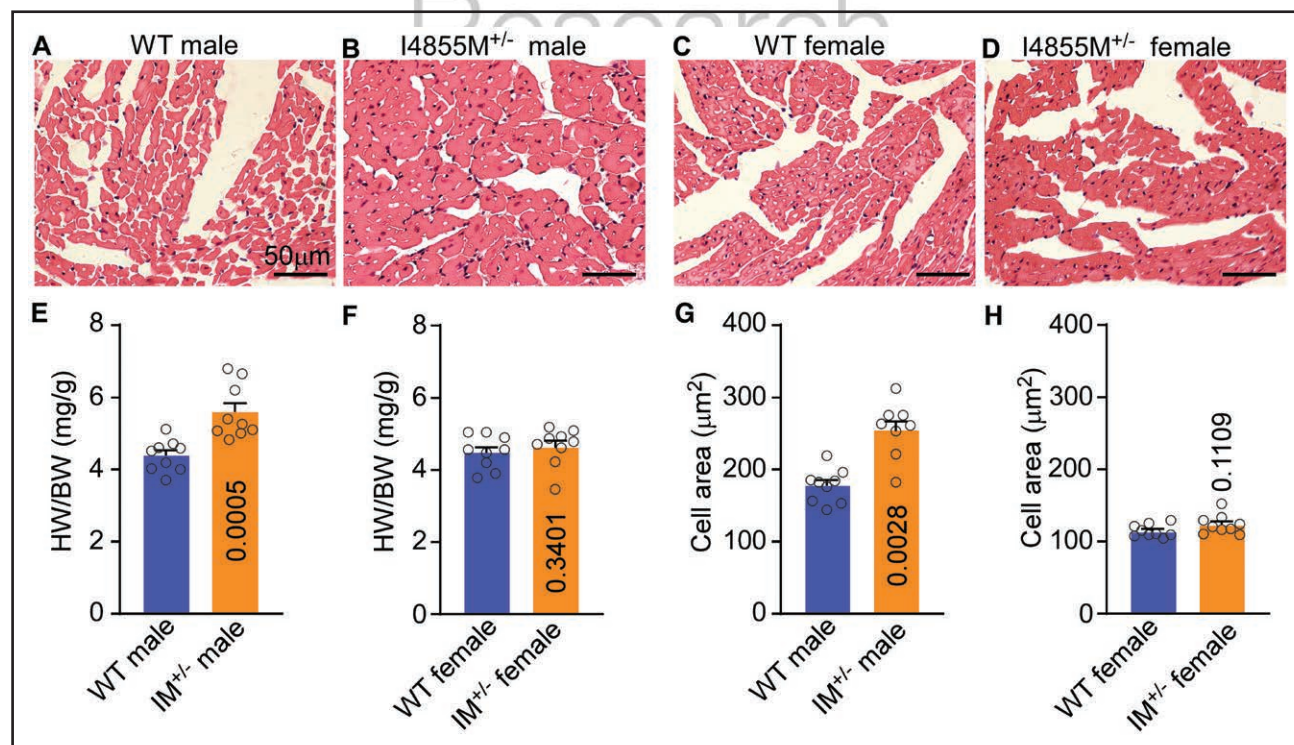 Research
A WT male
B I4855M+/- male
C WT female
D I4855M+/- female
50μm
E
8
6
4
2
0
HW/BW (mg/g)
0.0005
WT male
IM+/- male
F
8
6
4
2
0
HW/BW (mg/g)
0.3401
WT female
IM+/- female
G
400
300
200
100
0
Cell area (μm²)
0.0028
WT male
IM+/- male
H
400
300
200
100
0
Cell area (μm²)
0.1109
WT female
IM+/- female